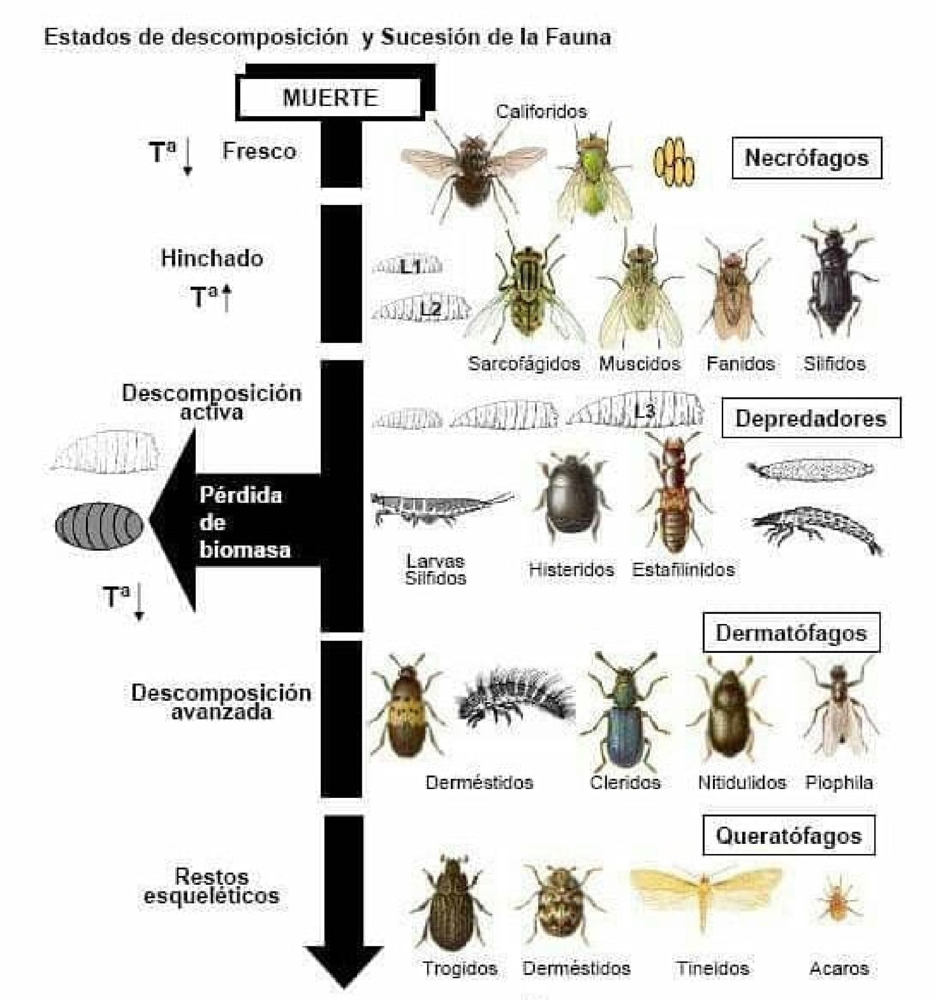 Estados de descomposición y Sucesión de la Fauna
MUERTE
Califoridos
Tª Fresco
Necrófagos
Hinchado
Tª
L1
L2
Sarcofágidos Muscidos Fanidos Silfidos
Descomposición
activa
L3
Depredadores
Pérdida
de
biomasa
Larvas
Silfidos
Histeridos Estafilinidos
Tª
Dermatófagos
Descomposición
avanzada
Derméstidos Cleridos Nitidulidos Piophila
Queratófagos
Restos
esqueléticos
Trogidos Derméstidos Tineidos Acaros